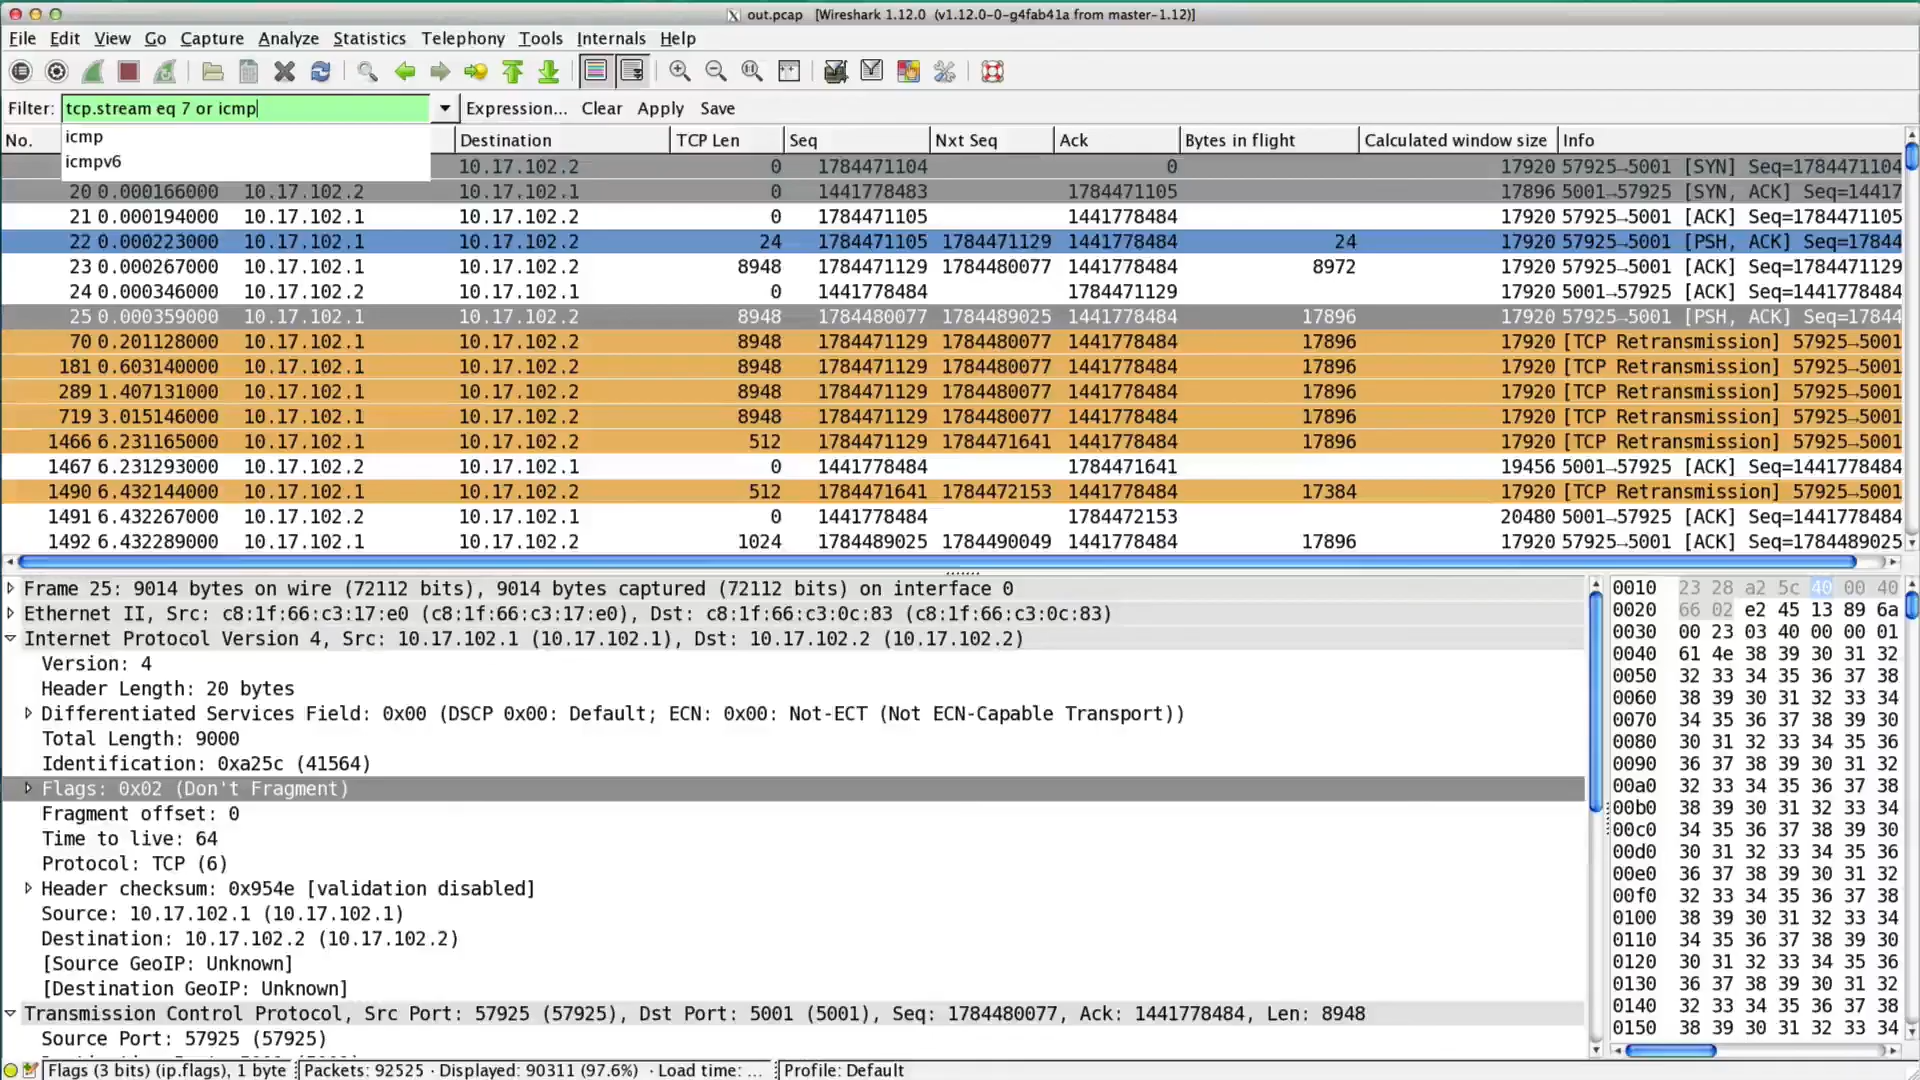 out.pcap [Wireshark 1.12.0 (v1.12.0-0-g4fab41a from master-1.12)]
File Edit View Go Capture Analyze Statistics Telephony Tools Internals Help
Filter: tcp.stream eq 7 or icmp Expression... Clear Apply Save
icmp
icmpv6
No. Destination TCP Len Seq Nxt Seq Ack Bytes in flight Calculated window size Info
10.17.102.2 0 1784471104 0 17920 57925→5001 [SYN] Seq=1784471104
20 0.000166000 10.17.102.2 10.17.102.1 0 1441778483 1784471105 17896 5001→57925 [SYN, ACK] Seq=14417
21 0.000194000 10.17.102.1 10.17.102.2 0 1784471105 1441778484 17920 57925→5001 [ACK] Seq=1784471105
22 0.000223000 10.17.102.1 10.17.102.2 24 1784471105 1784471129 1441778484 24 17920 57925→5001 [PSH, ACK] Seq=17844
23 0.000267000 10.17.102.1 10.17.102.2 8948 1784471129 1784480077 1441778484 8972 17920 57925→5001 [ACK] Seq=1784471129
24 0.000346000 10.17.102.2 10.17.102.1 0 1441778484 1784471129 17920 5001→57925 [ACK] Seq=1441778484
25 0.000359000 10.17.102.1 10.17.102.2 8948 1784480077 1784489025 1441778484 17896 17920 57925→5001 [PSH, ACK] Seq=17844
70 0.201128000 10.17.102.1 10.17.102.2 8948 1784471129 1784480077 1441778484 17896 17920 [TCP Retransmission] 57925→5001
181 0.603140000 10.17.102.1 10.17.102.2 8948 1784471129 1784480077 1441778484 17896 17920 [TCP Retransmission] 57925→5001
289 1.407131000 10.17.102.1 10.17.102.2 8948 1784471129 1784480077 1441778484 17896 17920 [TCP Retransmission] 57925→5001
719 3.015146000 10.17.102.1 10.17.102.2 8948 1784471129 1784480077 1441778484 17896 17920 [TCP Retransmission] 57925→5001
1466 6.231165000 10.17.102.1 10.17.102.2 512 1784471129 1784471641 1441778484 17896 17920 [TCP Retransmission] 57925→5001
1467 6.231293000 10.17.102.2 10.17.102.1 0 1441778484 1784471641 19456 5001→57925 [ACK] Seq=1441778484
1490 6.432144000 10.17.102.1 10.17.102.2 512 1784471641 1784472153 1441778484 17384 17920 [TCP Retransmission] 57925→5001
1491 6.432267000 10.17.102.2 10.17.102.1 0 1441778484 1784472153 20480 5001→57925 [ACK] Seq=1441778484
1492 6.432289000 10.17.102.1 10.17.102.2 1024 1784489025 1784490049 1441778484 17896 17920 57925→5001 [ACK] Seq=1784489025
Frame 25: 9014 bytes on wire (72112 bits), 9014 bytes captured (72112 bits) on interface 0
Ethernet II, Src: c8:1f:66:c3:17:e0 (c8:1f:66:c3:17:e0), Dst: c8:1f:66:c3:0c:83 (c8:1f:66:c3:0c:83)
Internet Protocol Version 4, Src: 10.17.102.1 (10.17.102.1), Dst: 10.17.102.2 (10.17.102.2)
Version: 4
Header Length: 20 bytes
Differentiated Services Field: 0x00 (DSCP 0x00: Default; ECN: 0x00: Not-ECT (Not ECN-Capable Transport))
Total Length: 9000
Identification: 0xa25c (41564)
Flags: 0x02 (Don't Fragment)
Fragment offset: 0
Time to live: 64
Protocol: TCP (6)
Header checksum: 0x954e [validation disabled]
Source: 10.17.102.1 (10.17.102.1)
Destination: 10.17.102.2 (10.17.102.2)
[Source GeoIP: Unknown]
[Destination GeoIP: Unknown]
Transmission Control Protocol, Src Port: 57925 (57925), Dst Port: 5001 (5001), Seq: 1784480077, Ack: 1441778484, Len: 8948
Source Port: 57925 (57925)
0010 23 28 a2 5c 40 00 40
0020 66 02 e2 45 13 89 6a
0030 00 23 03 40 00 00 01
0040 61 4e 38 39 30 31 32
0050 32 33 34 35 36 37 38
0060 38 39 30 31 32 33 34
0070 34 35 36 37 38 39 30
0080 30 31 32 33 34 35 36
0090 36 37 38 39 30 31 32
00a0 32 33 34 35 36 37 38
00b0 38 39 30 31 32 33 34
00c0 34 35 36 37 38 39 30
00d0 30 31 32 33 34 35 36
00e0 36 37 38 39 30 31 32
00f0 32 33 34 35 36 37 38
0100 38 39 30 31 32 33 34
0110 34 35 36 37 38 39 30
0120 30 31 32 33 34 35 36
0130 36 37 38 39 30 31 32
0140 32 33 34 35 36 37 38
0150 38 39 30 31 32 33 34
Flags (3 bits) (ip.flags), 1 byte Packets: 92525 · Displayed: 90311 (97.6%) · Load time: ... Profile: Default